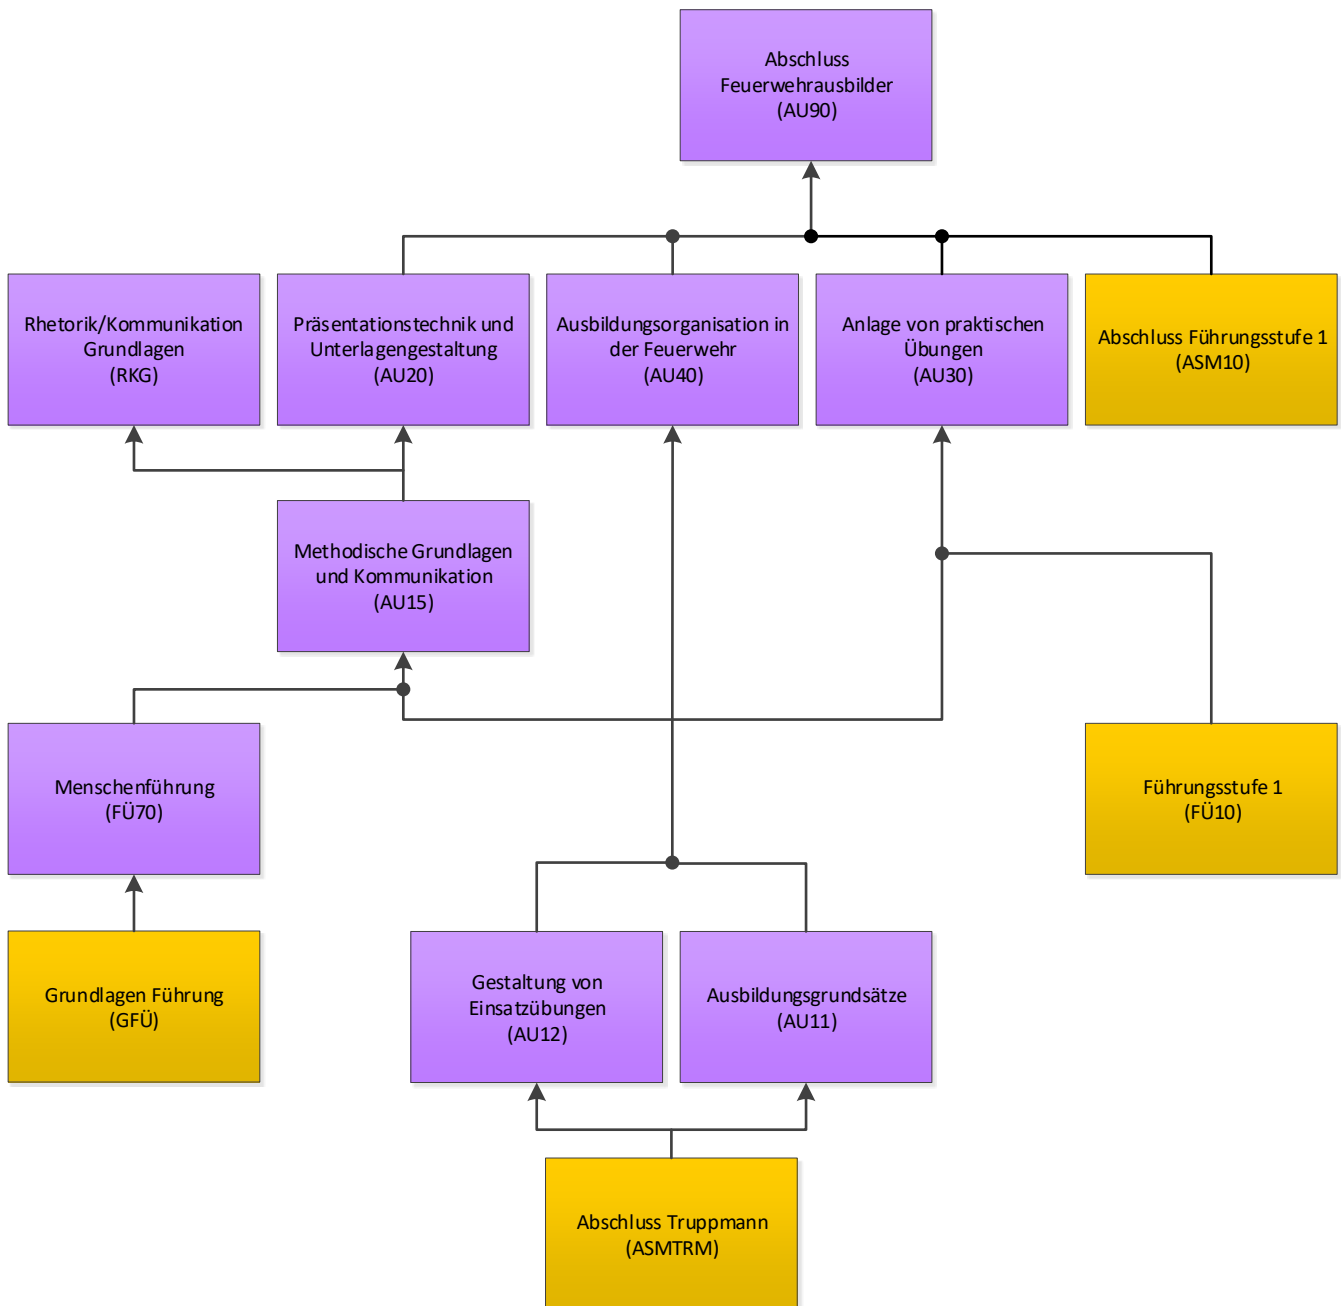 Abschluss
Feuerwehrausbilder
(AU90)
Rhetorik/Kommunikation
Grundlagen
(RKG)
Präsentationstechnik und
Unterlagengestaltung
(AU20)
Ausbildungsorganisation in
der Feuerwehr
(AU40)
Anlage von praktischen
Übungen
(AU30)
Abschluss Führungsstufe 1
(ASM10)
Methodische Grundlagen
und Kommunikation
(AU15)
Menschenführung
(FÜ70)
Führungsstufe 1
(FÜ10)
Grundlagen Führung
(GFÜ)
Gestaltung von
Einsatzübungen
(AU12)
Ausbildungsgrundsätze
(AU11)
Abschluss Truppmann
(ASMTRM)